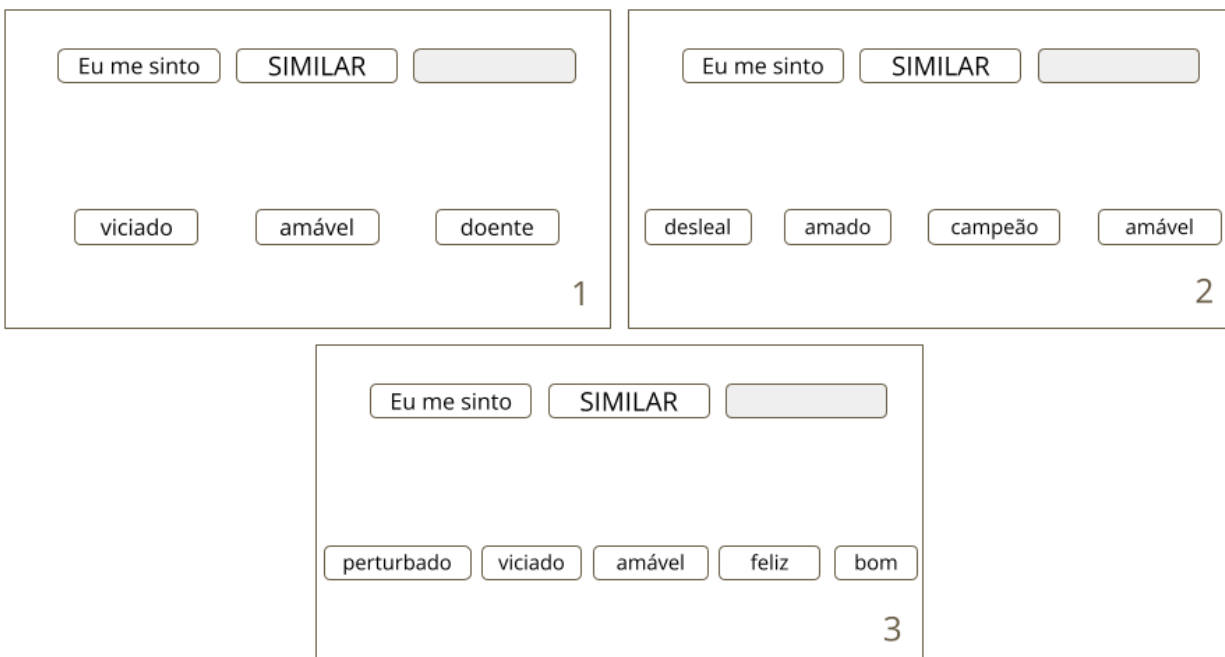 Eu me sinto SIMILAR
viciado amável doente
1
Eu me sinto SIMILAR
desleal amado campeão amável
2
Eu me sinto SIMILAR
perturbado viciado amável feliz bom
3